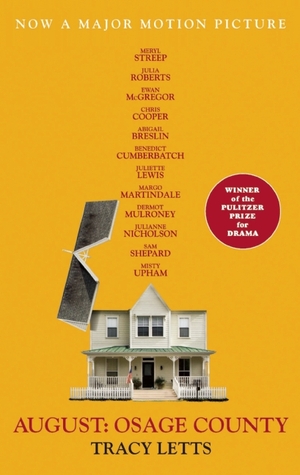 NOW A MAJOR MOTION PICTURE
MERYL
STREEP
JULIA
ROBERTS
EWAN
McGREGOR
CHRIS
COOPER
ABIGAIL
BRESLIN
BENEDICT
CUMBERBATCH
JULIETTE
LEWIS
MARGO
MARTINDALE
DERMOT
MULRONEY
JULIANNE
NICHOLSON
SAM
SHEPARD
MISTY
UPHAM
WINNER
of the
PULITZER
PRIZE
for
DRAMA
AUGUST: OSAGE COUNTY
TRACY LETTS